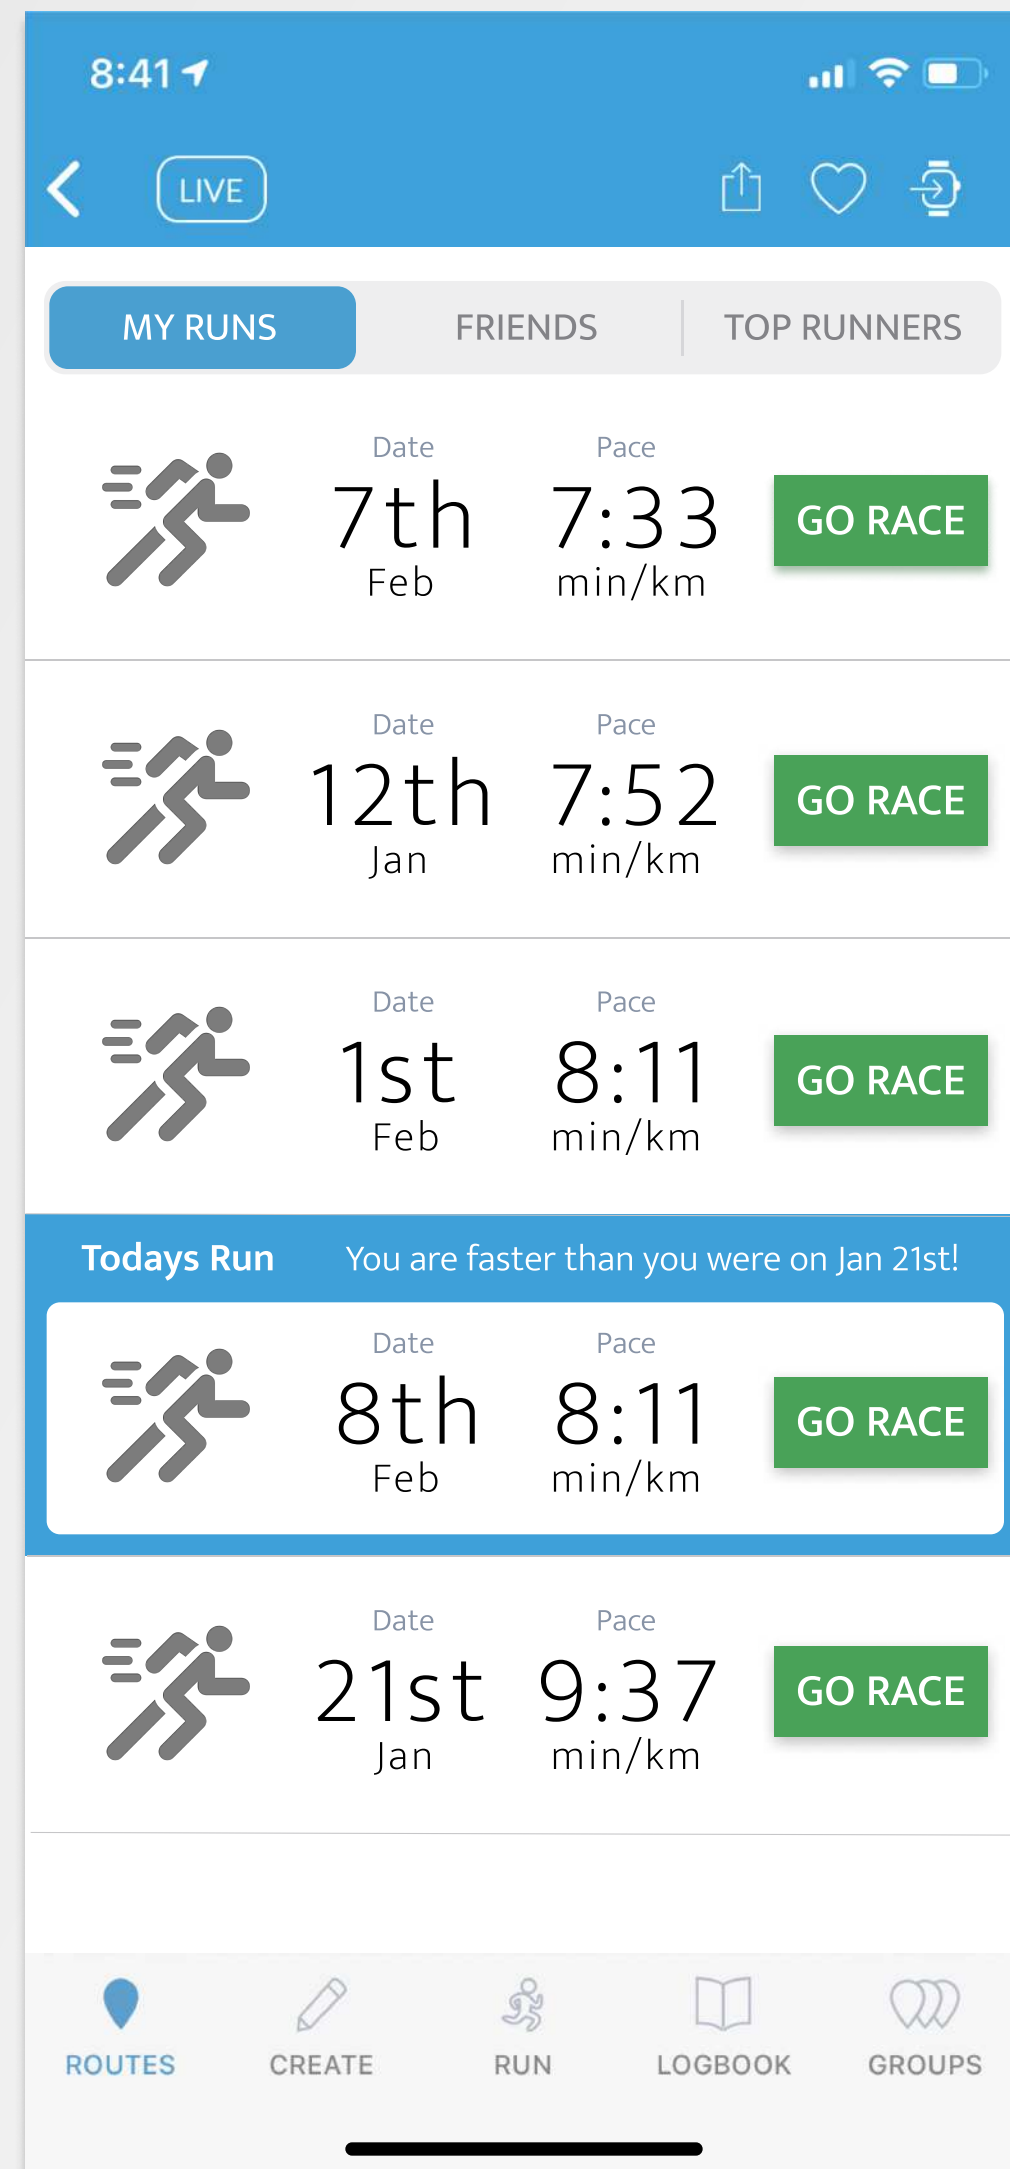 8:41
LIVE
MY RUNS FRIENDS TOP RUNNERS
Date Pace
7th 7:33 GO RACE
Feb min/km
Date Pace
12th 7:52 GO RACE
Jan min/km
Date Pace
1st 8:11 GO RACE
Feb min/km
Todays Run You are faster than you were on Jan 21st!
Date Pace
8th 8:11 GO RACE
Feb min/km
Date Pace
21st 9:37 GO RACE
Jan min/km
ROUTES CREATE RUN LOGBOOK GROUPS